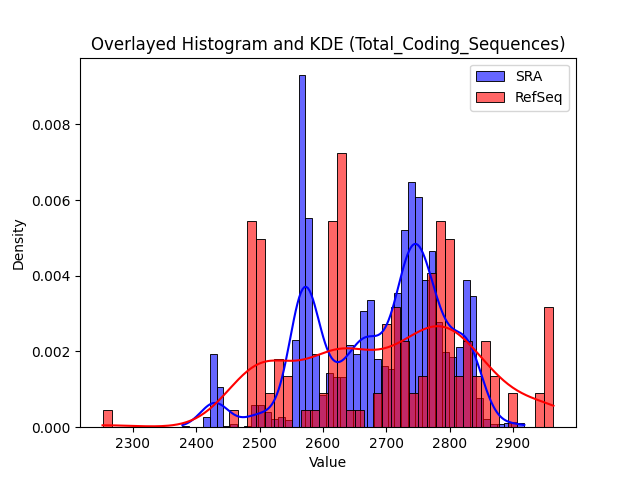 Overlayed Histogram and KDE (Total_Coding_Sequences)
SRA
RefSeq
0.008
0.006
0.004
0.002
0.000
Density
2300 2400 2500 2600 2700 2800 2900
Value